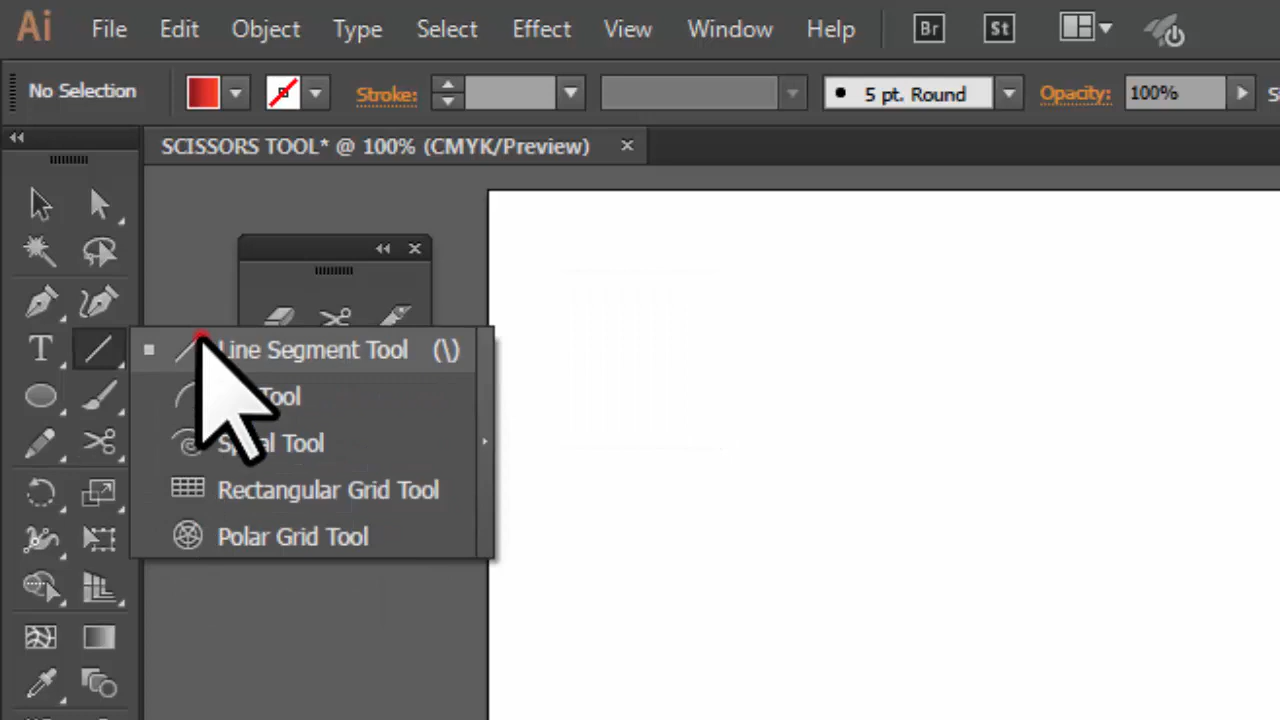 Ai File Edit Object Type Select Effect View Window Help Br St
No Selection Stroke: 5 pt. Round Opacity: 100%
SCISSORS TOOL* @ 100% (CMYK/Preview)
Line Segment Tool (\)
Tool
Tool
Rectangular Grid Tool
Polar Grid Tool